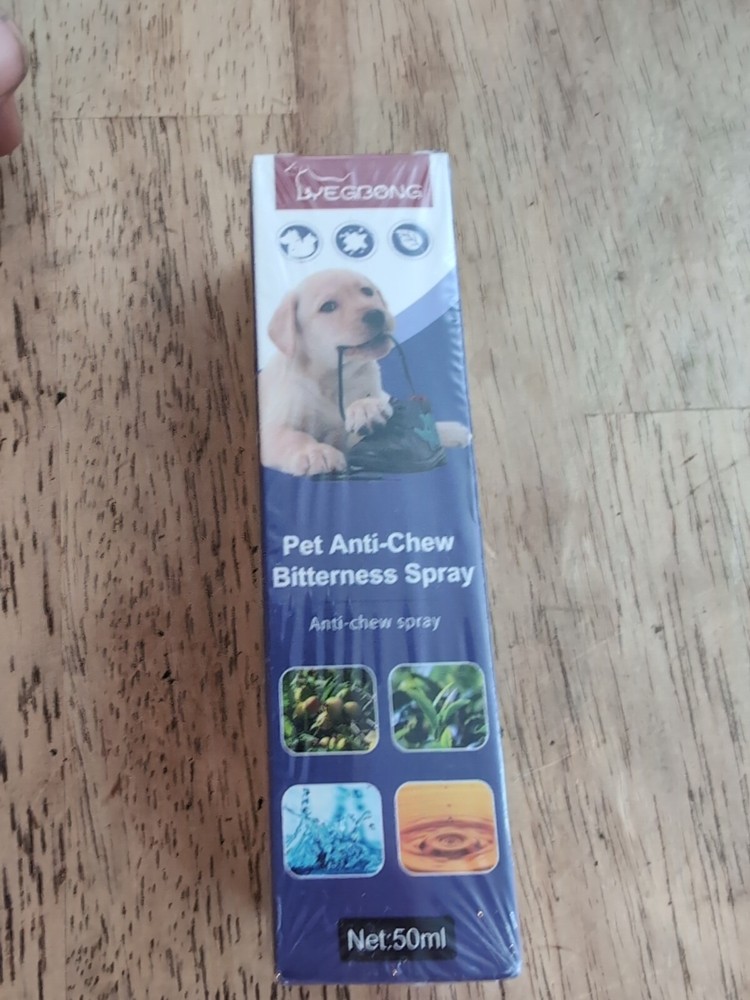 YEGBONG
Pet Anti-Chew
Bitterness Spray
Anti-chew spray
Net:50ml